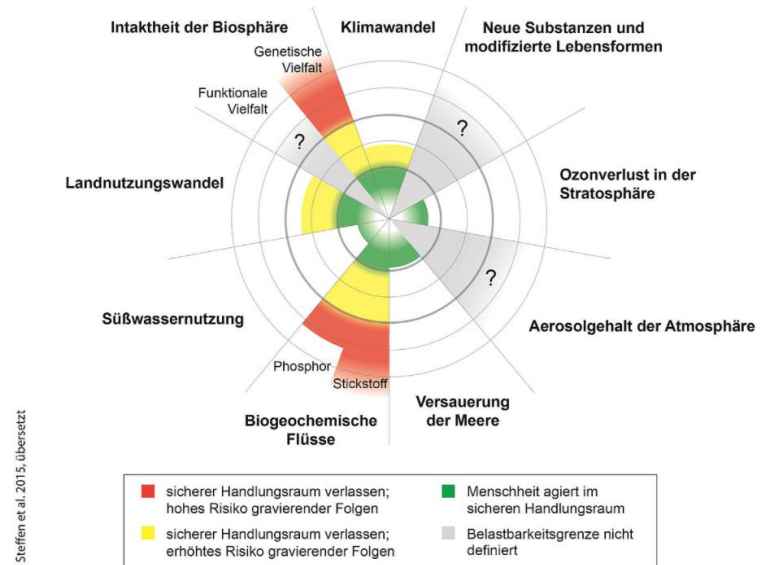 Intaktheit der Biosphäre
Klimawandel
Neue Substanzen und
modifizierte Lebensformen
Genetische
Vielfalt
Funktionale
Vielfalt
?
?
Landnutzungswandel
Ozonverlust in der
Stratosphäre
?
Süßwassernutzung
Aerosolgehalt der Atmosphäre
Phosphor
Stickstoff
Versauerung
der Meere
Biogeochemische
Flüsse
Steffen et al. 2015, übersetzt
sicherer Handlungsraum verlassen;
hohes Risiko gravierender Folgen
sicherer Handlungsraum verlassen;
erhöhtes Risiko gravierender Folgen
Menschheit agiert im
sicheren Handlungsraum
Belastbarkeitsgrenze nicht
definiert